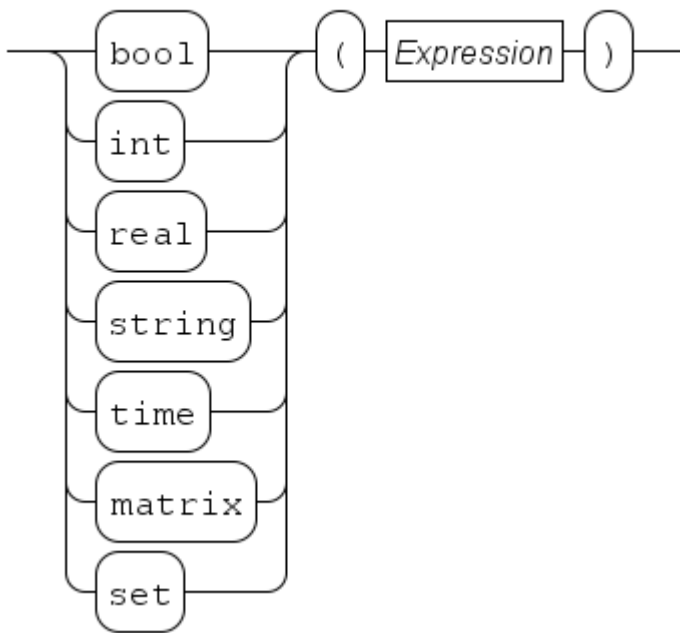 bool ( Expression )
int
real
string
time
matrix
set